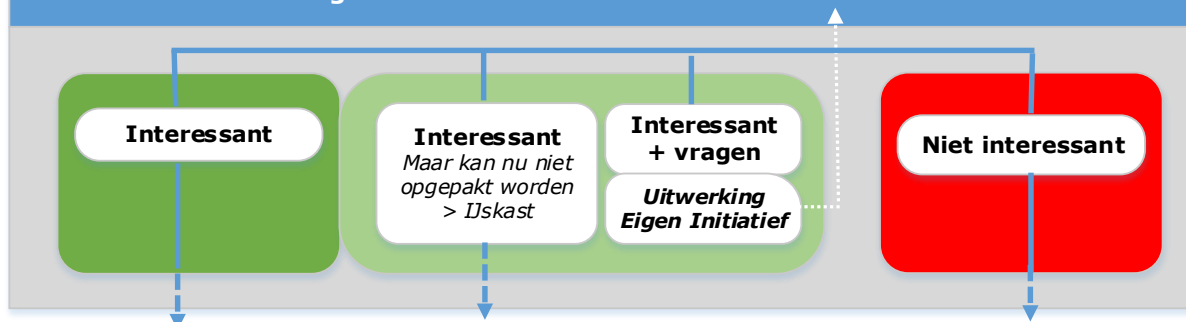 Interessant
Interessant
Maar kan nu niet
opgepakt worden
> IJskast
Interessant
+ vragen
Uitwerking
Eigen Initiatief
Niet interessant